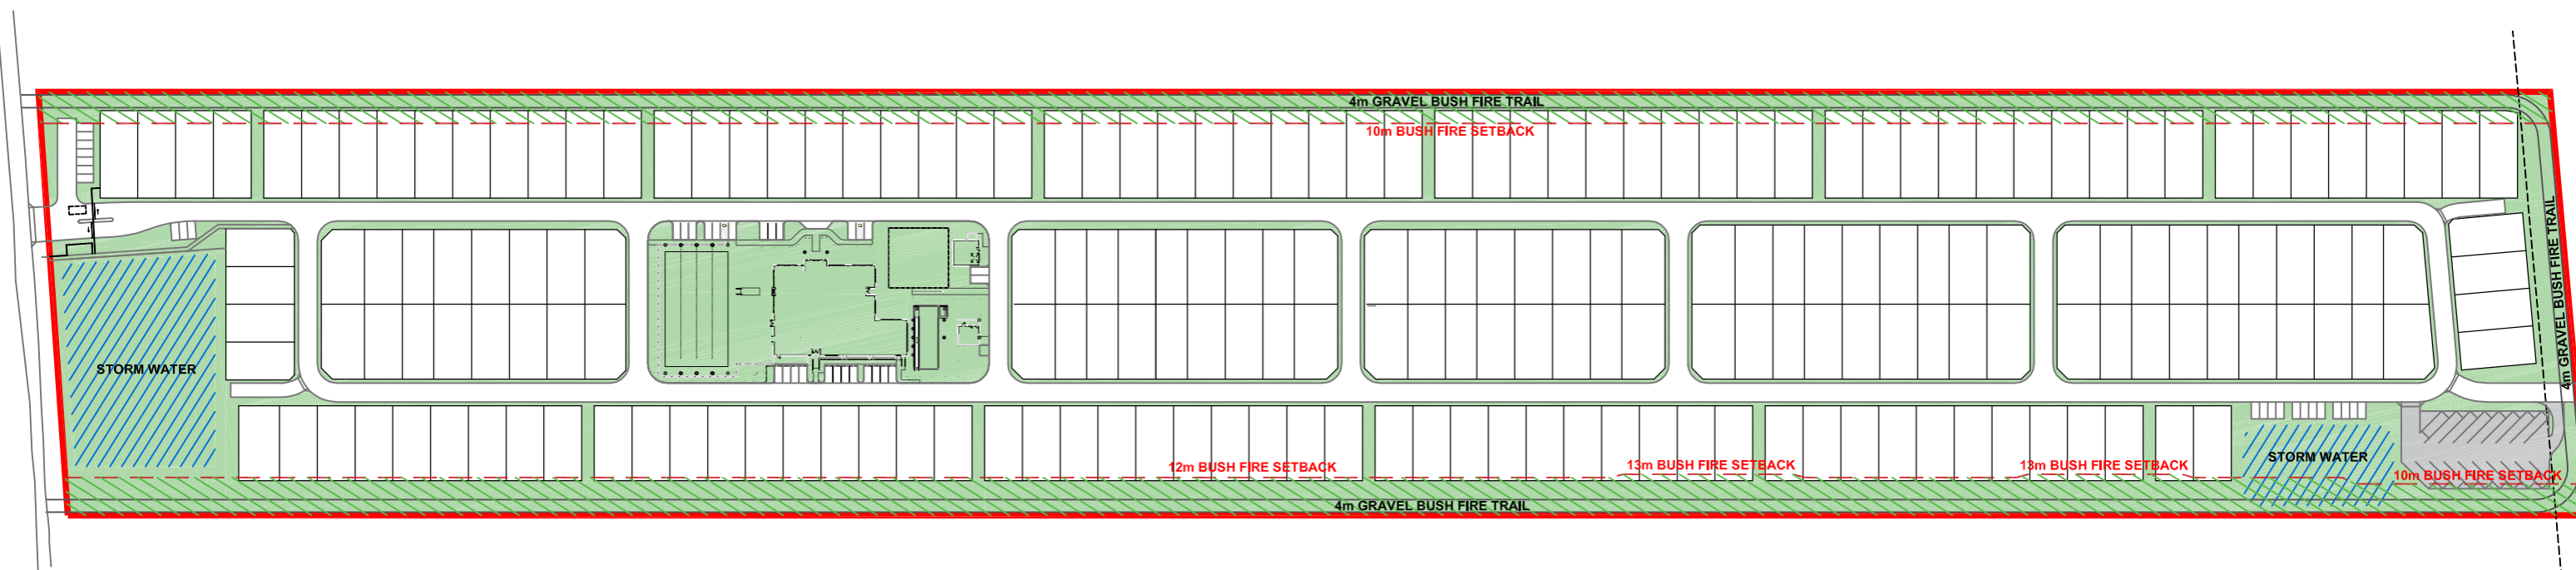 4m GRAVEL BUSH FIRE TRAIL
10m BUSH FIRE SETBACK
4m GRAVEL BUSH FIRE TRAIL
STORM WATER
12m BUSH FIRE SETBACK
13m BUSH FIRE SETBACK
13m BUSH FIRE SETBACK
STORM WATER
10m BUSH FIRE SETBACK
4m GRAVEL BUSH FIRE TRAIL